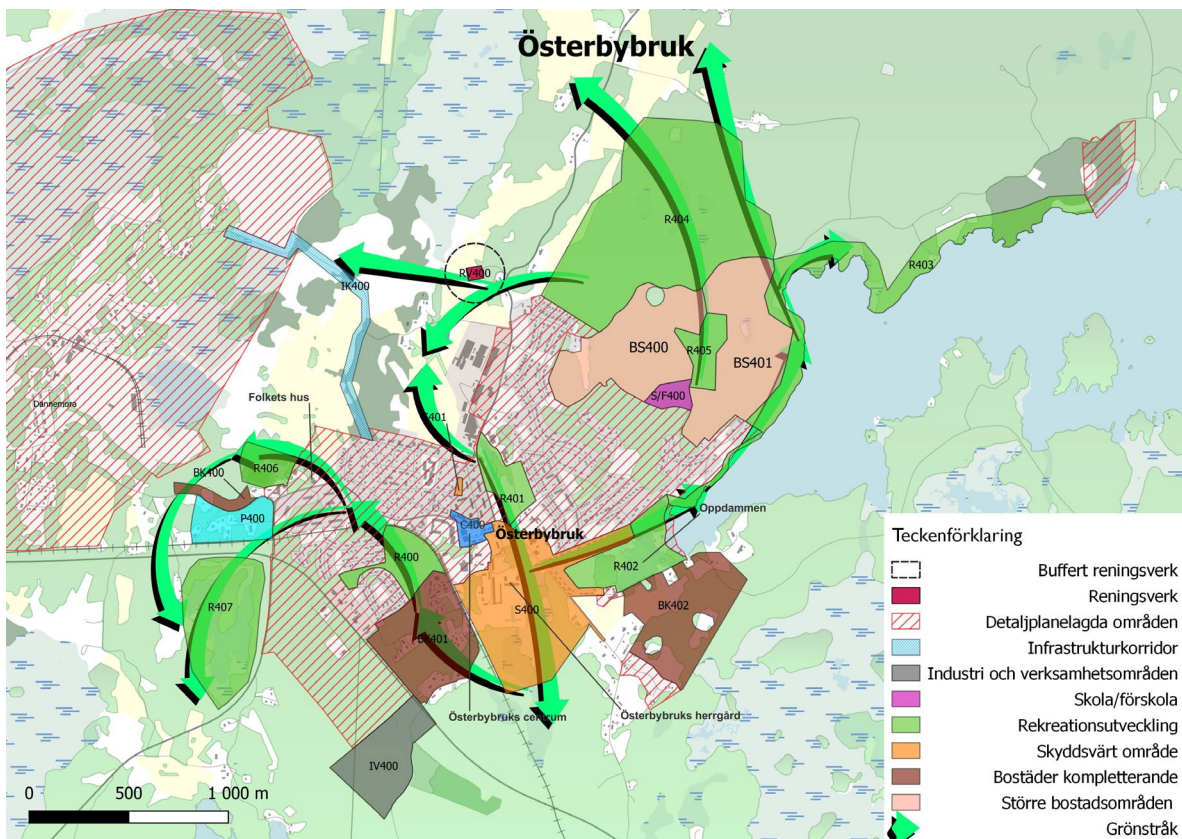 Österbybruk
R404
R403
RV400
IK400
BS400
R405
BS401
S/F400
Dannemora
Folkets hus
S401
R406
BK400
R401
P400
C400
Österbybruk
Oppdammen
R400
R402
R407
S400
BK402
BK401
Österbybruks centrum
Österbybruks herrgård
IV400
0 500 1 000 m
Teckenförklaring
Buffert reningsverk
Reningsverk
Detaljplanelagda områden
Infrastrukturkorridor
Industri och verksamhetsområden
Skola/förskola
Rekreationsutveckling
Skyddsvärt område
Bostäder kompletterande
Större bostadsområden
Grönstråk